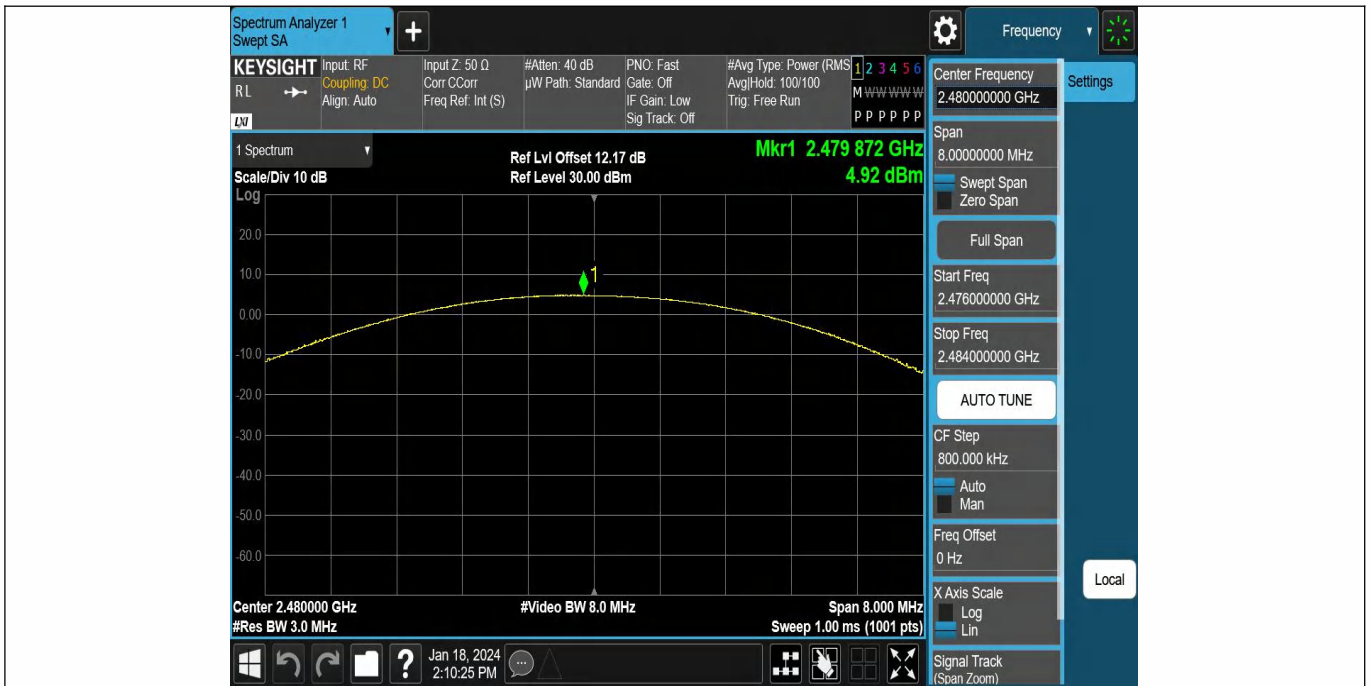 Spectrum Analyzer 1
Swept SA
+
Frequency
KEYSIGHT
RL
LXI
Input: RF
Coupling: DC
Align: Auto
Input Z: 50 Ω
Corr CCorr
Freq Ref: Int (S)
#Atten: 40 dB
µW Path: Standard
PNO: Fast
Gate: Off
IF Gain: Low
Sig Track: Off
#Avg Type: Power (RMS
Avg|Hold: 100/100
Trig: Free Run
1 2 3 4 5 6
M W W W W W
P P P P P P
1 Spectrum
Scale/Div 10 dB
Ref Lvl Offset 12.17 dB
Ref Level 30.00 dBm
Mkr1 2.479 872 GHz
4.92 dBm
Log
20.0
10.0
0.00
-10.0
-20.0
-30.0
-40.0
-50.0
-60.0
1
Center 2.480000 GHz
#Res BW 3.0 MHz
#Video BW 8.0 MHz
Span 8.000 MHz
Sweep 1.00 ms (1001 pts)
Center Frequency
2.480000000 GHz
Settings
Span
8.00000000 MHz
Swept Span
Zero Span
Full Span
Start Freq
2.476000000 GHz
Stop Freq
2.484000000 GHz
AUTO TUNE
CF Step
800.000 kHz
Auto
Man
Freq Offset
0 Hz
X Axis Scale
Log
Lin
Signal Track
(Span Zoom)
Local
?
Jan 18, 2024
2:10:25 PM